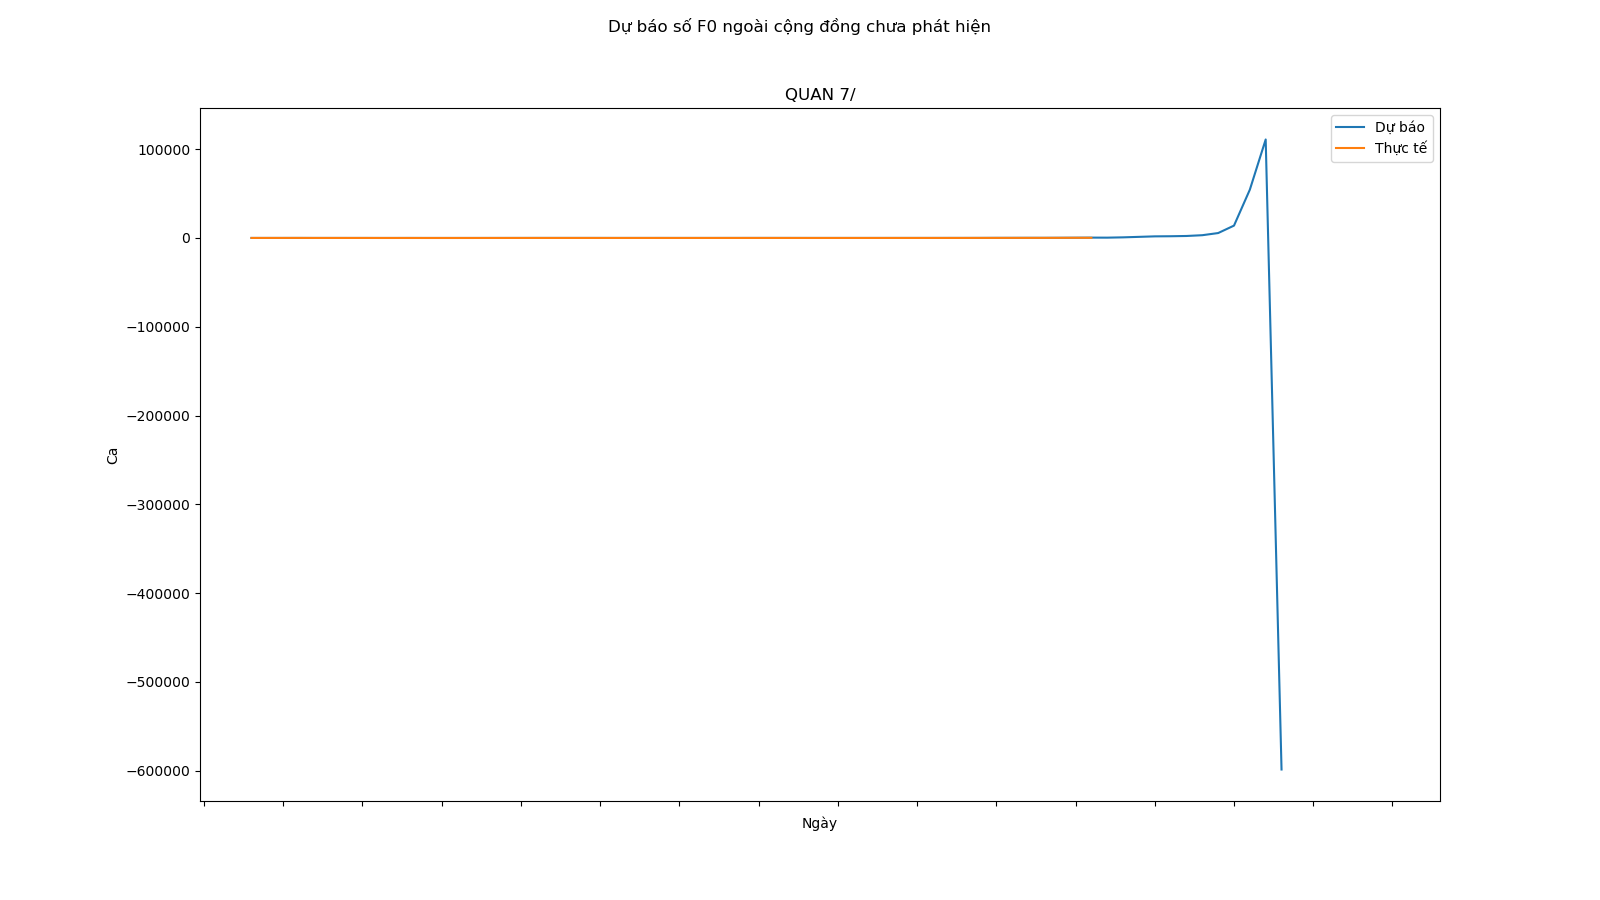 Dự báo số F0 ngoài cộng đồng chưa phát hiện
QUAN 7/
Dự báo
Thực tế
100000
0
−100000
−200000
−300000
−400000
−500000
−600000
Ca
Ngày